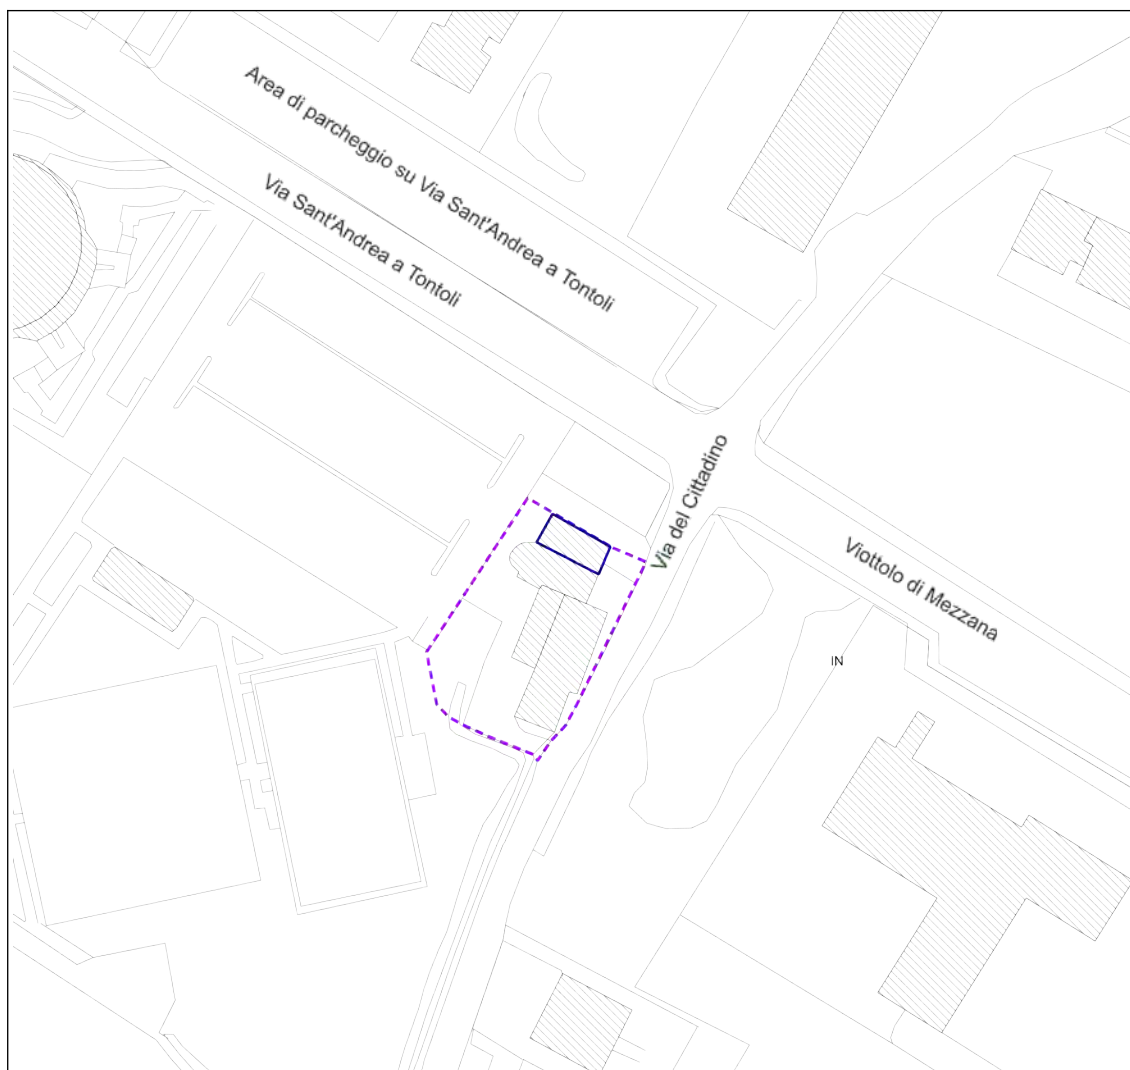 Area di parcheggio su Via Sant'Andrea a Tontoli
Via Sant'Andrea a Tontoli
Via del Cittadino
Viottolo di Mezzana
IN